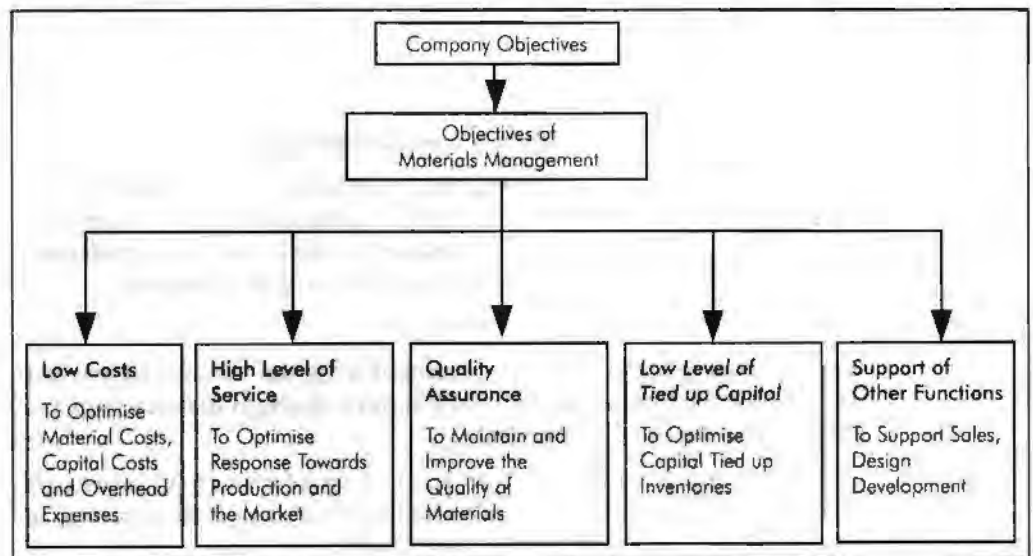 Company Objectives
Objectives of
Materials Management
Low Costs
To Optimise
Material Costs,
Capital Costs
and Overhead
Expenses
High Level of
Service
To Optimise
Response Towards
Production and
the Market
Quality
Assurance
To Maintain and
Improve the
Quality of
Materials
Low Level of
Tied up Capital
To Optimise
Capital Tied up
Inventories
Support of
Other Functions
To Support Sales,
Design
Development